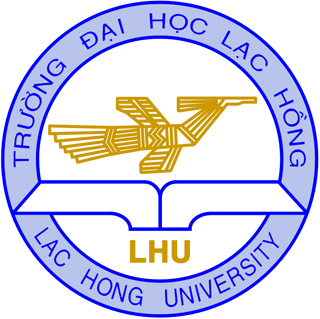 TRƯỜNG ĐẠI HỌC LẠC HỒNG
LHU
LAC HONG UNIVERSITY